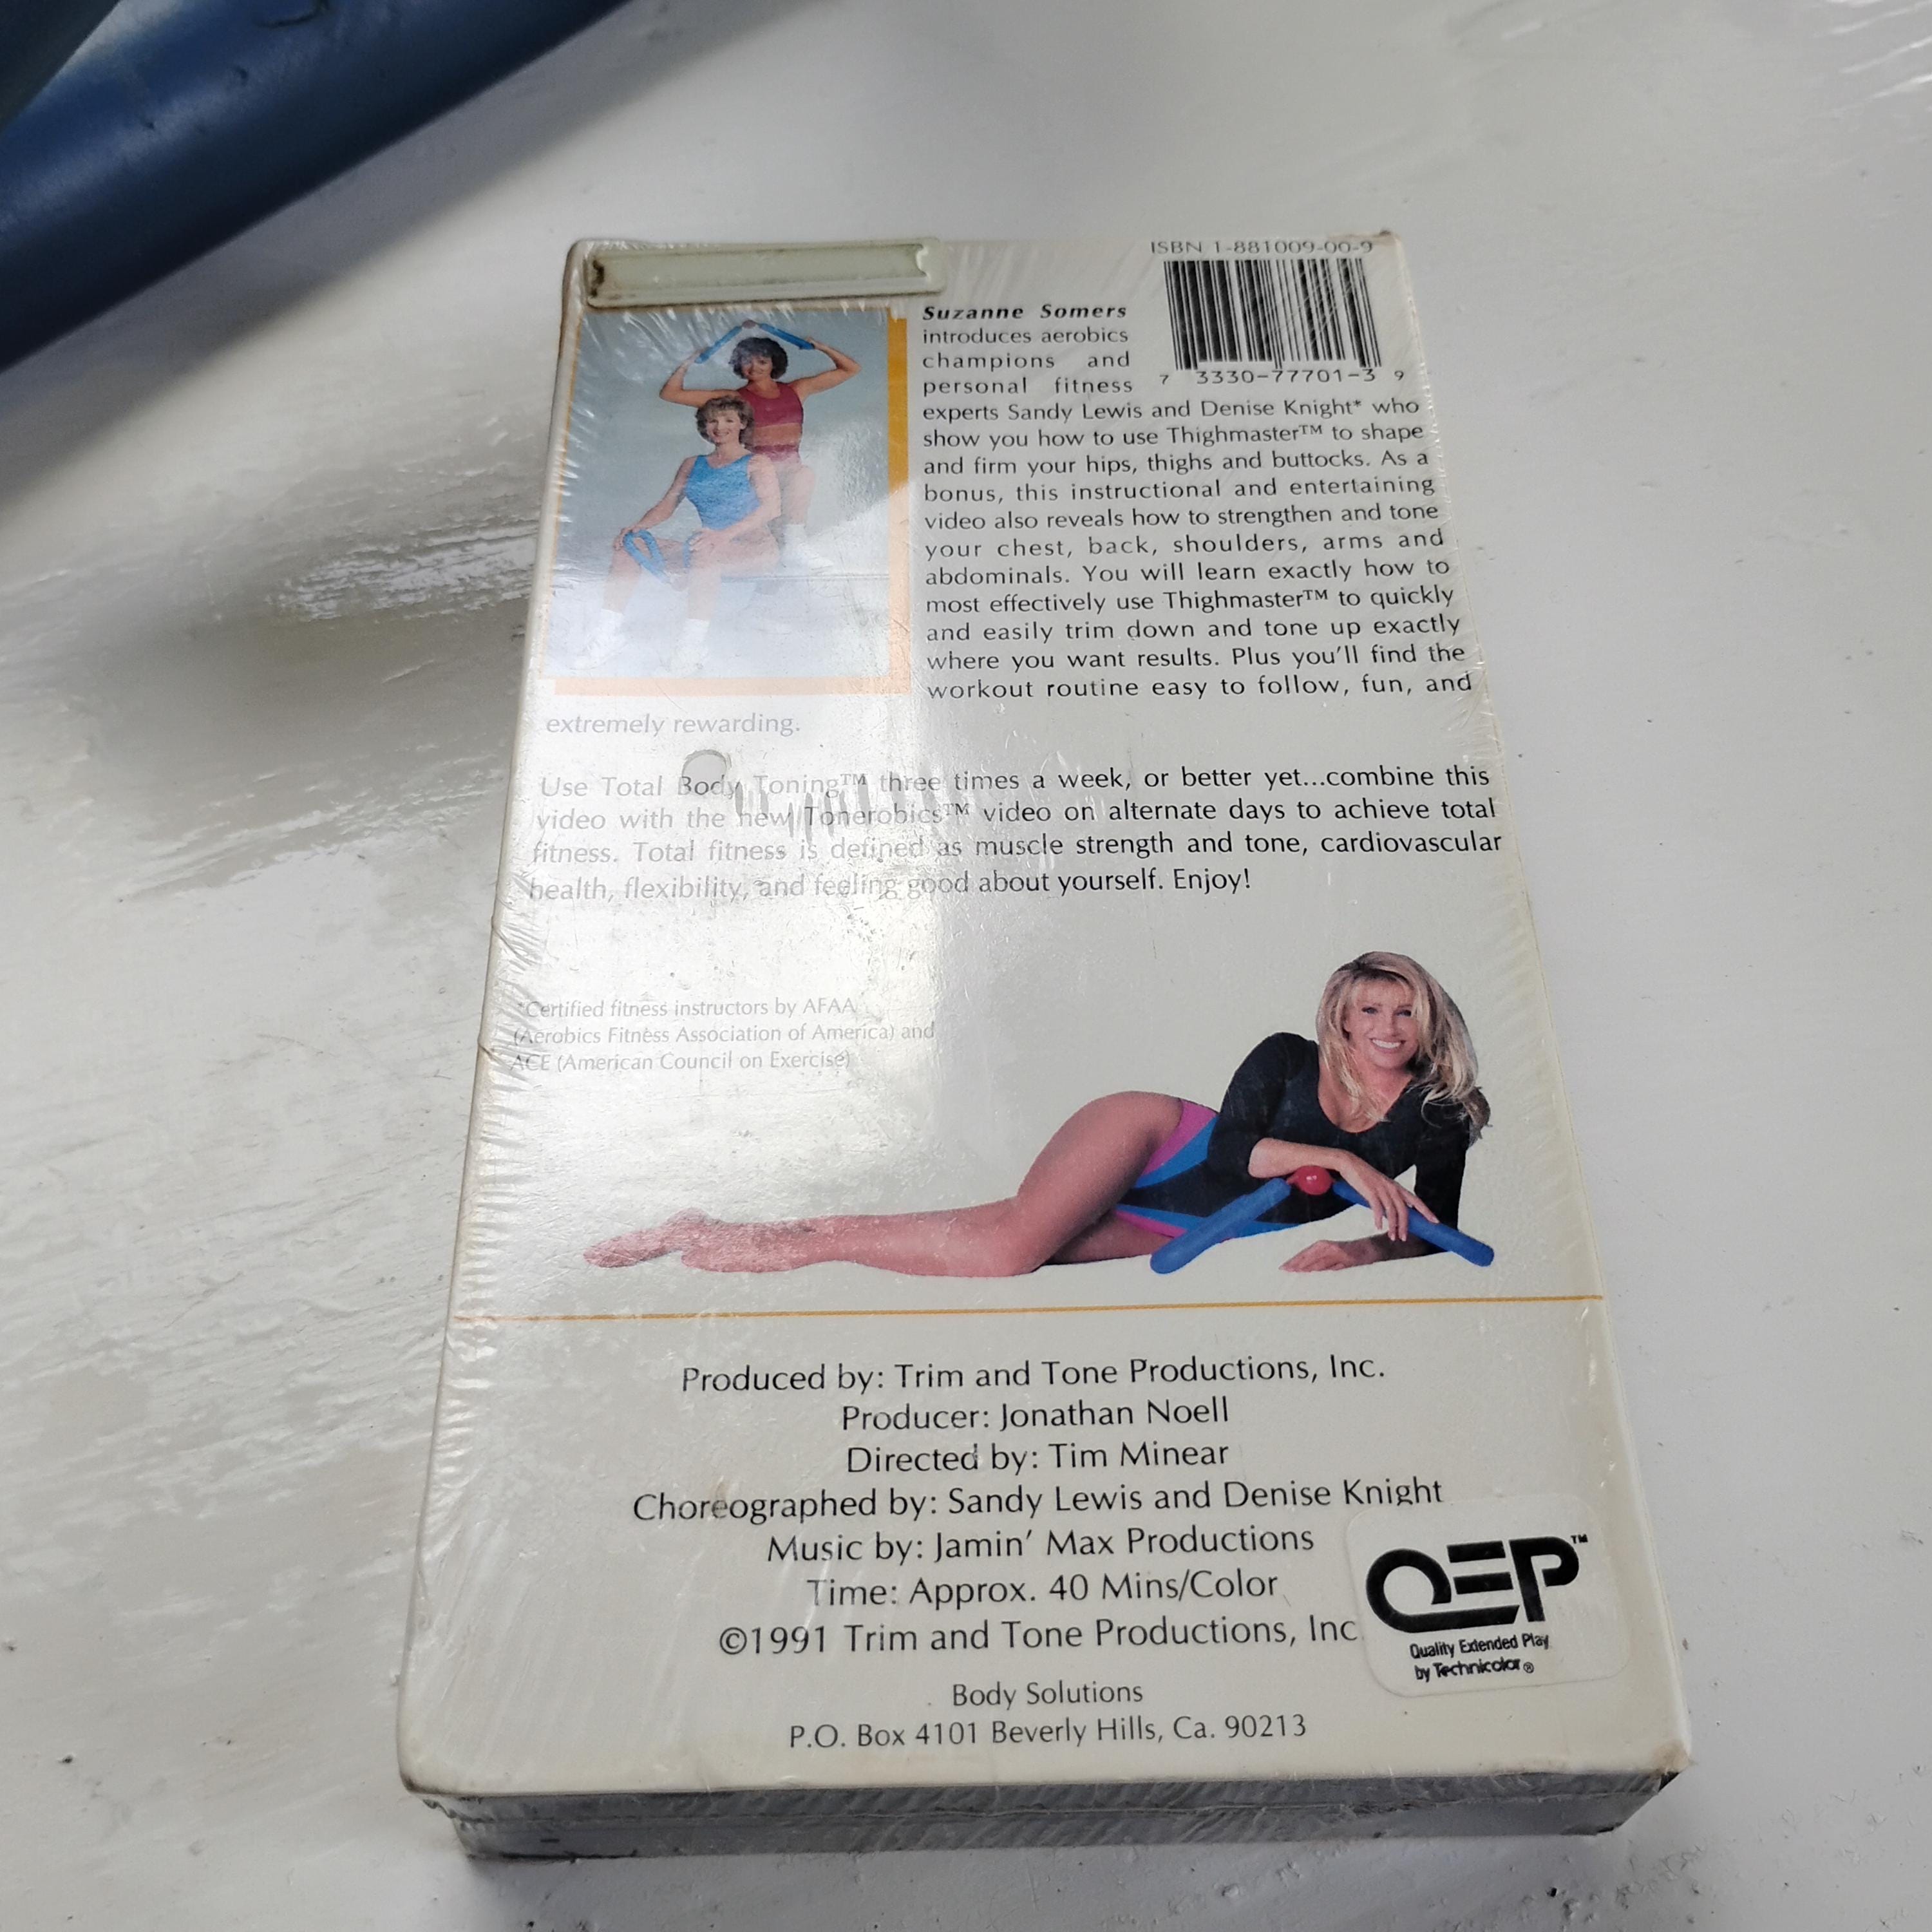 ISBN 1-881009-00-9
7 3330-77701-3 9
Suzanne Somers
introduces aerobics
champions and
personal fitness
experts Sandy Lewis and Denise Knight* who
show you how to use Thighmaster™ to shape
and firm your hips, thighs and buttocks. As a
bonus, this instructional and entertaining
video also reveals how to strengthen and tone
your chest, back, shoulders, arms and
abdominals. You will learn exactly how to
most effectively use Thighmaster™ to quickly
and easily trim down and tone up exactly
where you want results. Plus you'll find the
workout routine easy to follow, fun, and
extremely rewarding.
Use Total Body Toning™ three times a week, or better yet...combine this
video with the new Tonerobics™ video on alternate days to achieve total
fitness. Total fitness is defined as muscle strength and tone, cardiovascular
health, flexibility, and feeling good about yourself. Enjoy!
*Certified fitness instructors by AFAA
(Aerobics Fitness Association of America) and
ACE (American Council on Exercise)
Produced by: Trim and Tone Productions, Inc.
Producer: Jonathan Noell
Directed by: Tim Minear
Choreographed by: Sandy Lewis and Denise Knight
Music by: Jamin' Max Productions
Time: Approx. 40 Mins/Color
©1991 Trim and Tone Productions, Inc
QEP™
Quality Extended Play
by Technicolor®
Body Solutions
P.O. Box 4101 Beverly Hills, Ca. 90213